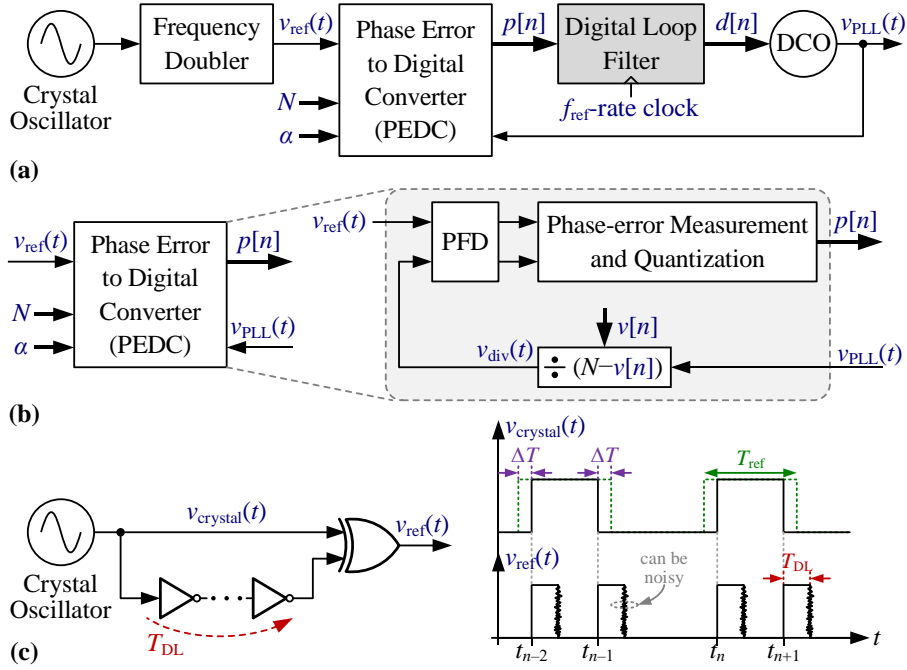 Crystal
Oscillator
Frequency
Doubler
v_ref(t)
Phase Error
to Digital
Converter
(PEDC)
N
α
p[n]
Digital Loop
Filter
f_ref-rate clock
d[n]
DCO
v_PLL(t)
(a)
v_ref(t)
Phase Error
to Digital
Converter
(PEDC)
N
α
p[n]
v_PLL(t)
v_ref(t)
PFD
Phase-error Measurement
and Quantization
p[n]
v[n]
v_div(t)
÷ (N−v[n])
v_PLL(t)
(b)
Crystal
Oscillator
v_crystal(t)
v_ref(t)
T_DL
(c)
v_crystal(t)
ΔT
ΔT
T_ref
v_ref(t)
can be
noisy
T_DL
t_n−2
t_n−1
t_n
t_n+1
t